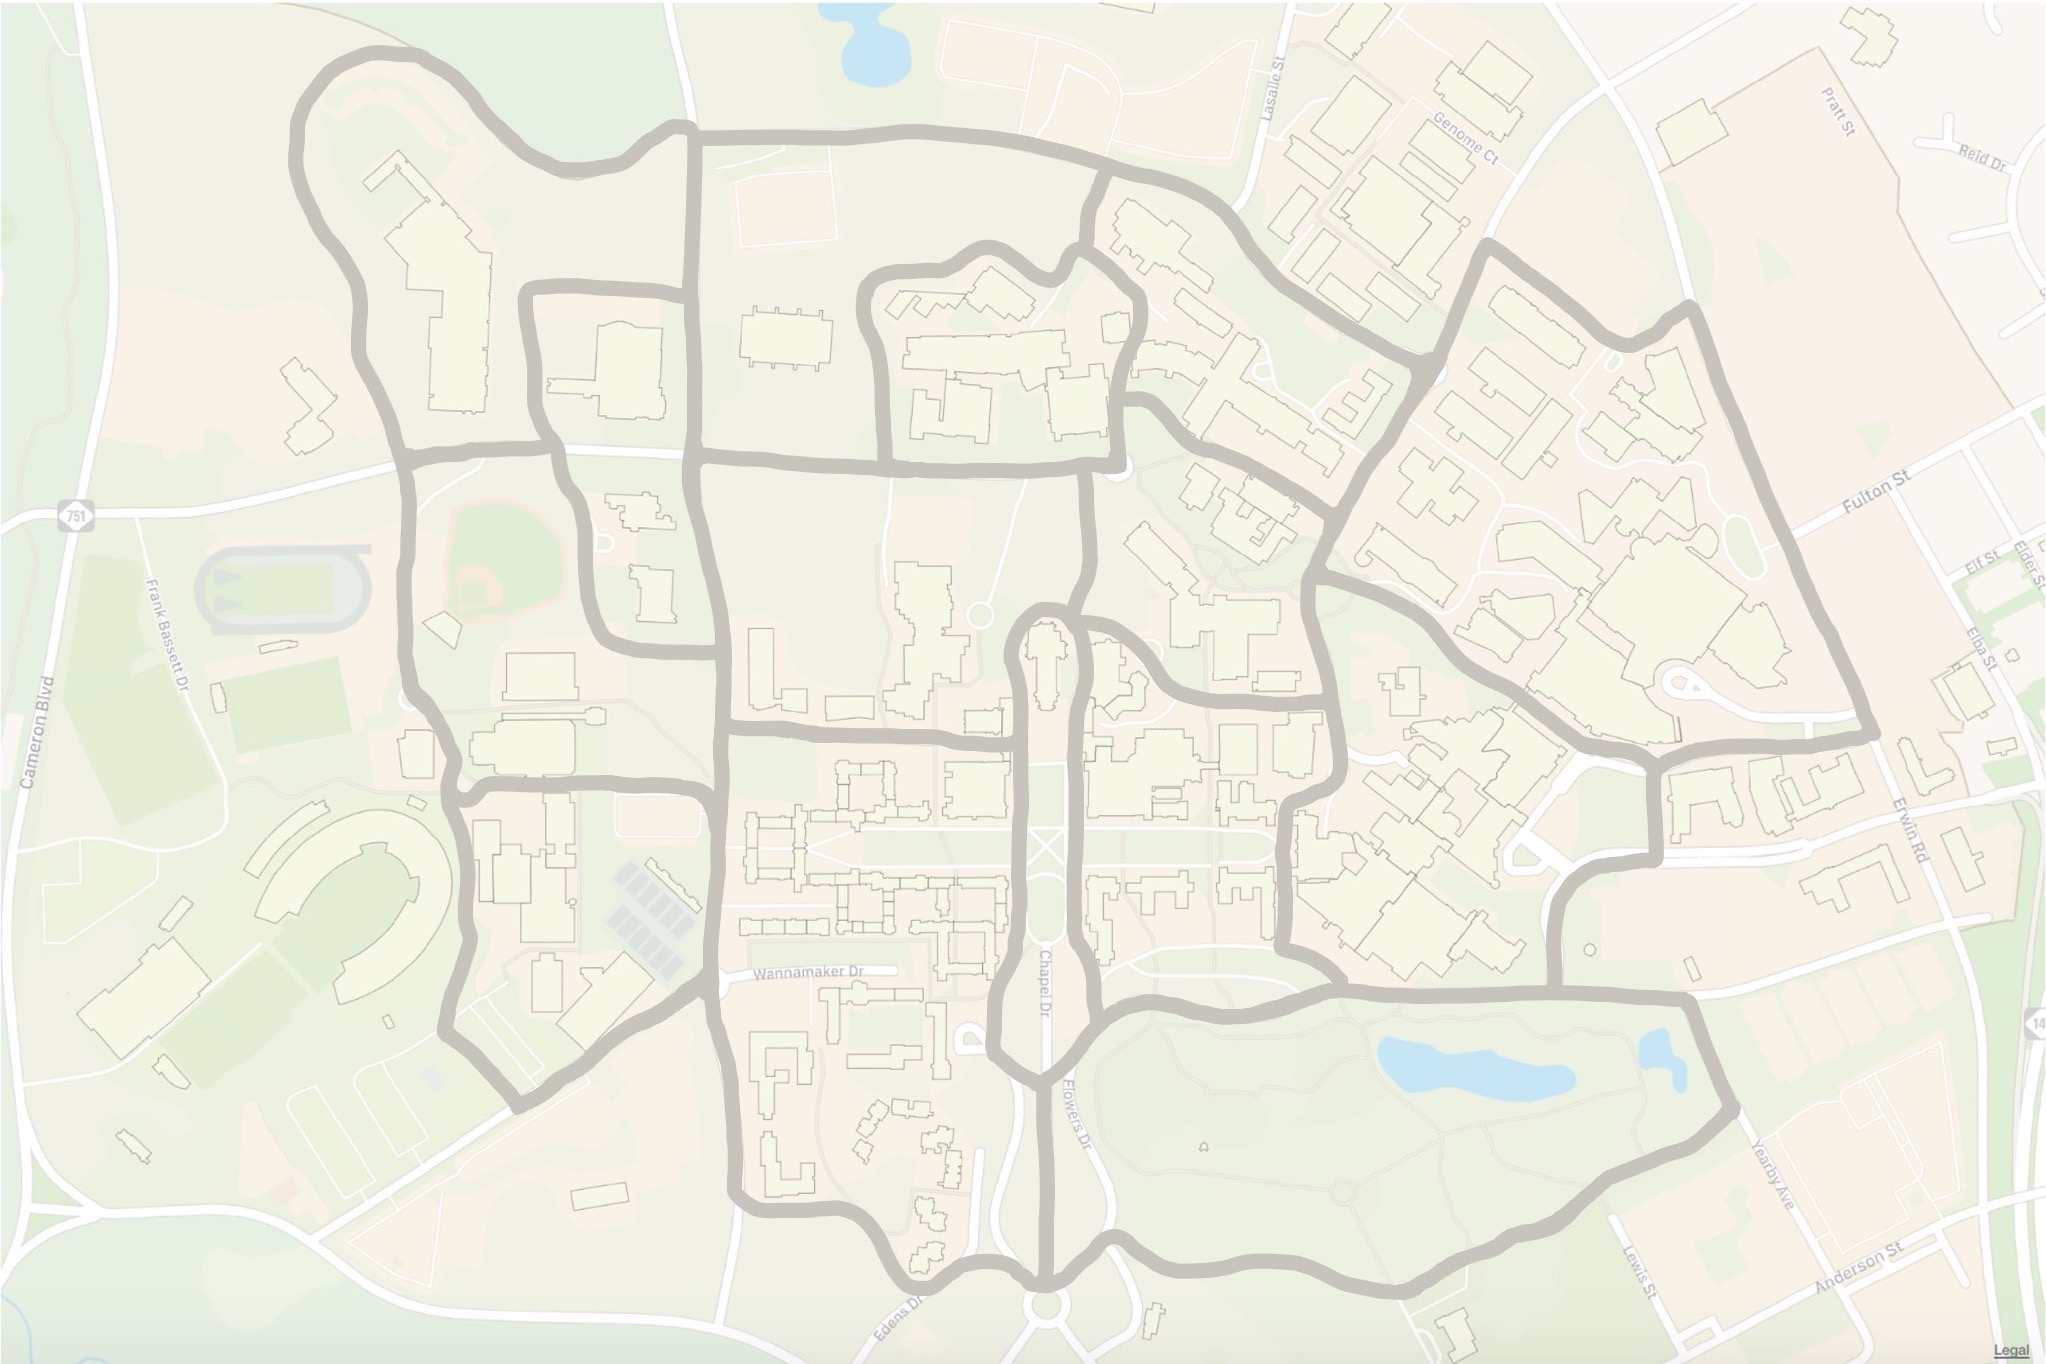 Lasalle St
Genome Ct
Pratt St
Reid Dr
Fulton St
751
Elf St
Elder St
Frank Bassett Dr
Elba St
Cameron Blvd
Erwin Rd
Wannamaker Dr
Chapel Dr
14
Flowers Dr
Yearby Ave
Lewis St
Anderson St
Edens Dr
Legal